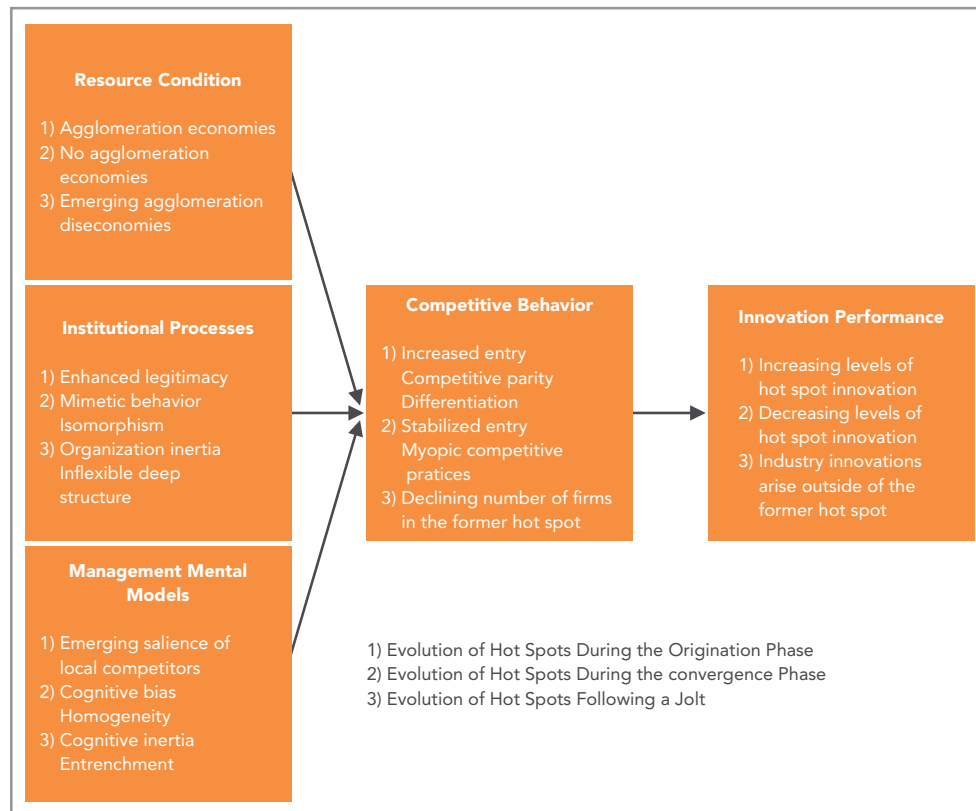 Resource Condition
1) Agglomeration economies
2) No agglomeration
economies
3) Emerging agglomeration
diseconomies
Institutional Processes
1) Enhanced legitimacy
2) Mimetic behavior
Isomorphism
3) Organization inertia
Inflexible deep
structure
Management Mental
Models
1) Emerging salience of
local competitors
2) Cognitive bias
Homogeneity
3) Cognitive inertia
Entrenchment
Competitive Behavior
1) Increased entry
Competitive parity
Differentiation
2) Stabilized entry
Myopic competitive
pratices
3) Declining number of firms
in the former hot spot
Innovation Performance
1) Increasing levels of
hot spot innovation
2) Decreasing levels of
hot spot innovation
3) Industry innovations
arise outside of the
former hot spot
1) Evolution of Hot Spots During the Origination Phase
2) Evolution of Hot Spots During the convergence Phase
3) Evolution of Hot Spots Following a Jolt